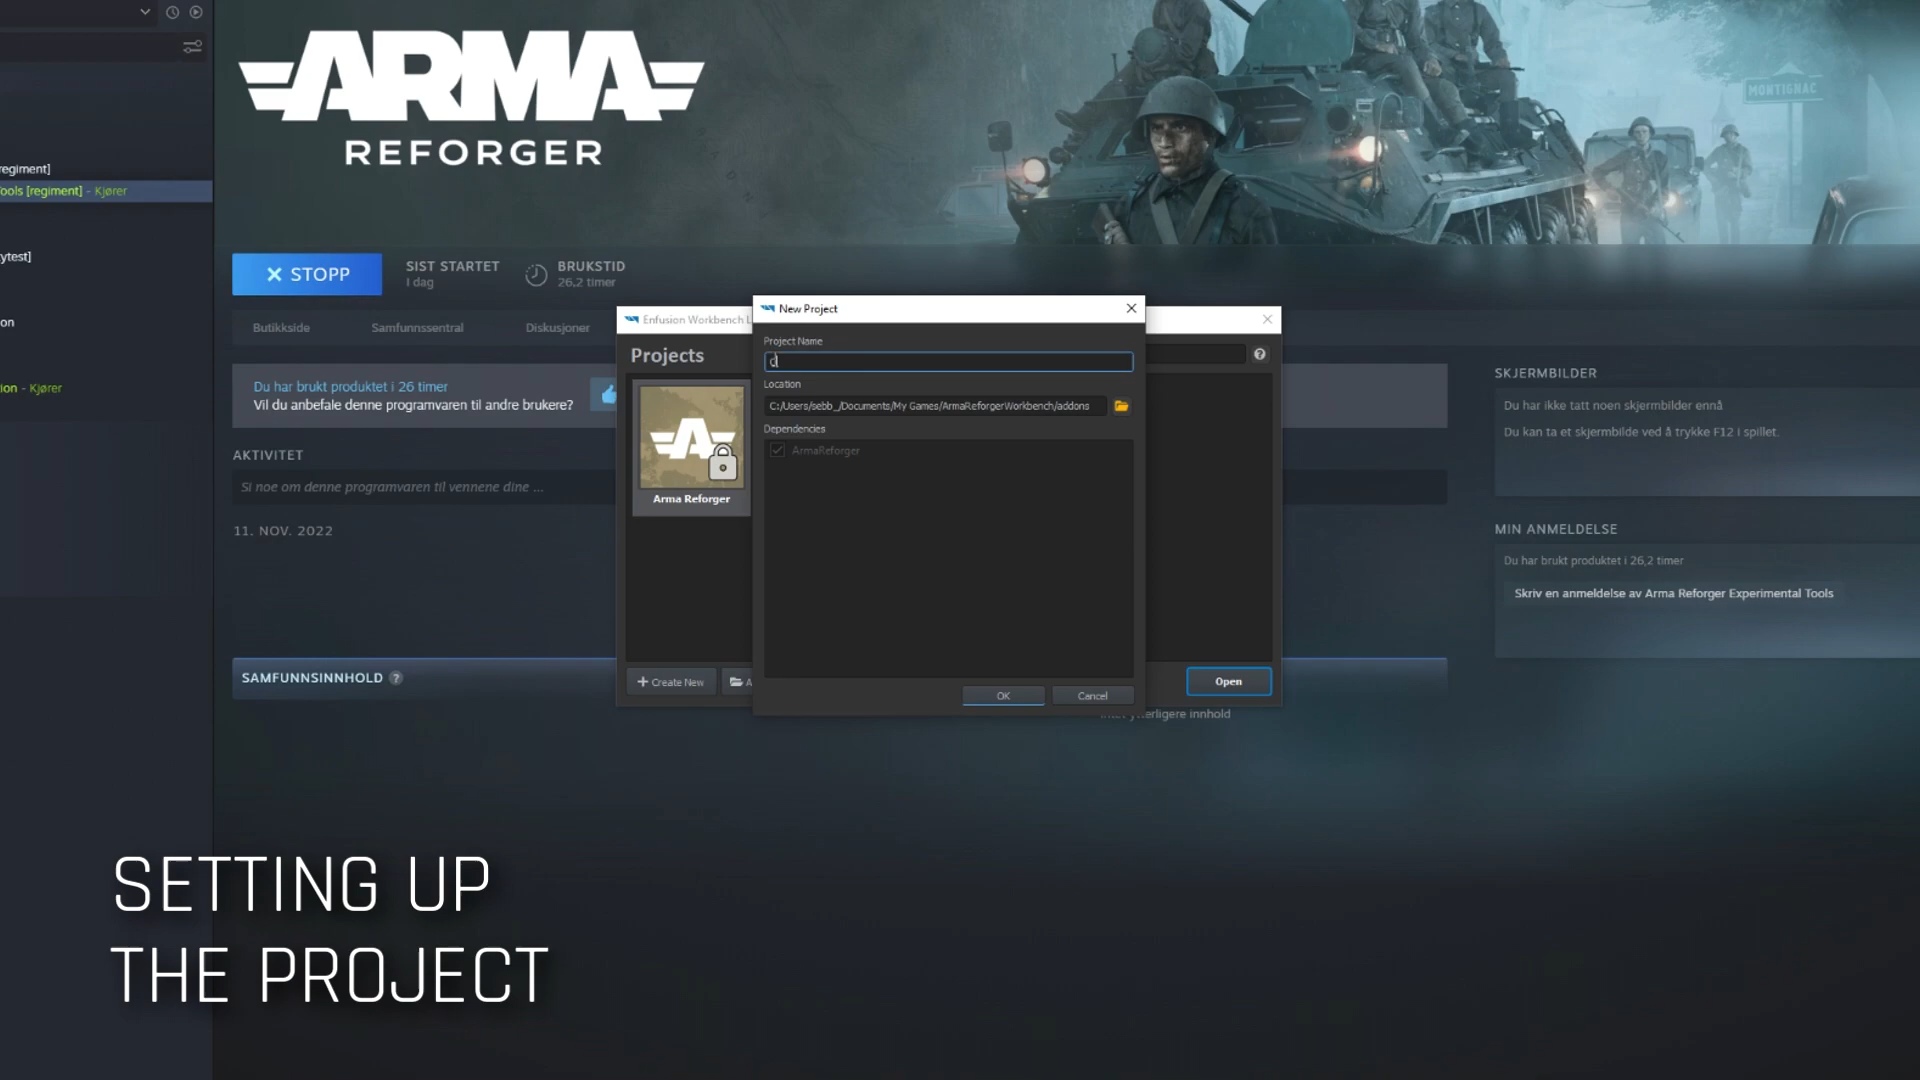 ARMA
REFORGER
MONTIGNAC
regiment]
ools [regiment] - Kjører
ytest]
on
ion - Kjører
STOPP
SIST STARTET
I dag
BRUKSTID
26,2 timer
Butikkside
Samfunnssentral
Diskusjoner
Du har brukt produktet i 26 timer
Vil du anbefale denne programvaren til andre brukere?
AKTIVITET
Si noe om denne programvaren til vennene dine ...
11. NOV. 2022
SAMFUNNSINNHOLD ?
Enfusion Workbench L
Projects
Arma Reforger
Create New
A
Open
New Project
Project Name
Location
C:/Users/sebb_/Documents/My Games/ArmaReforgerWorkbench/addons
Dependencies
ArmaReforger
OK
Cancel
ytterligere innhold
SKJERMBILDER
Du har ikke tatt noen skjermbilder ennå
Du kan ta et skjermbilde ved å trykke F12 i spillet.
MIN ANMELDELSE
Du har brukt produktet i 26,2 timer
Skriv en anmeldelse av Arma Reforger Experimental Tools
SETTING UP
THE PROJECT